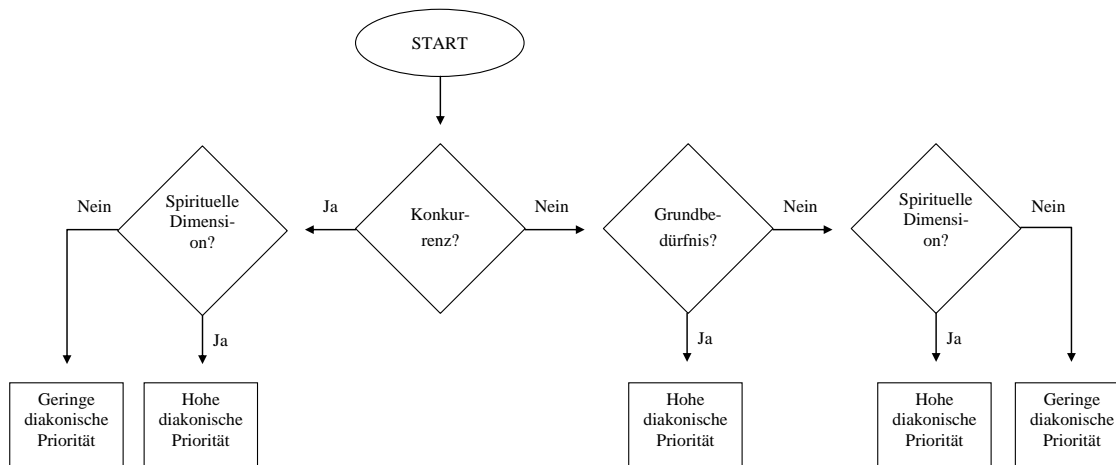 START
Nein
Spirituelle
Dimensi-
on?
Ja
Konkur-
renz?
Nein
Grundbe-
dürfnis?
Nein
Spirituelle
Dimensi-
on?
Nein
Ja
Ja
Ja
Geringe
diakonische
Priorität
Hohe
diakonische
Priorität
Hohe
diakonische
Priorität
Hohe
diakonische
Priorität
Geringe
diakonische
Priorität